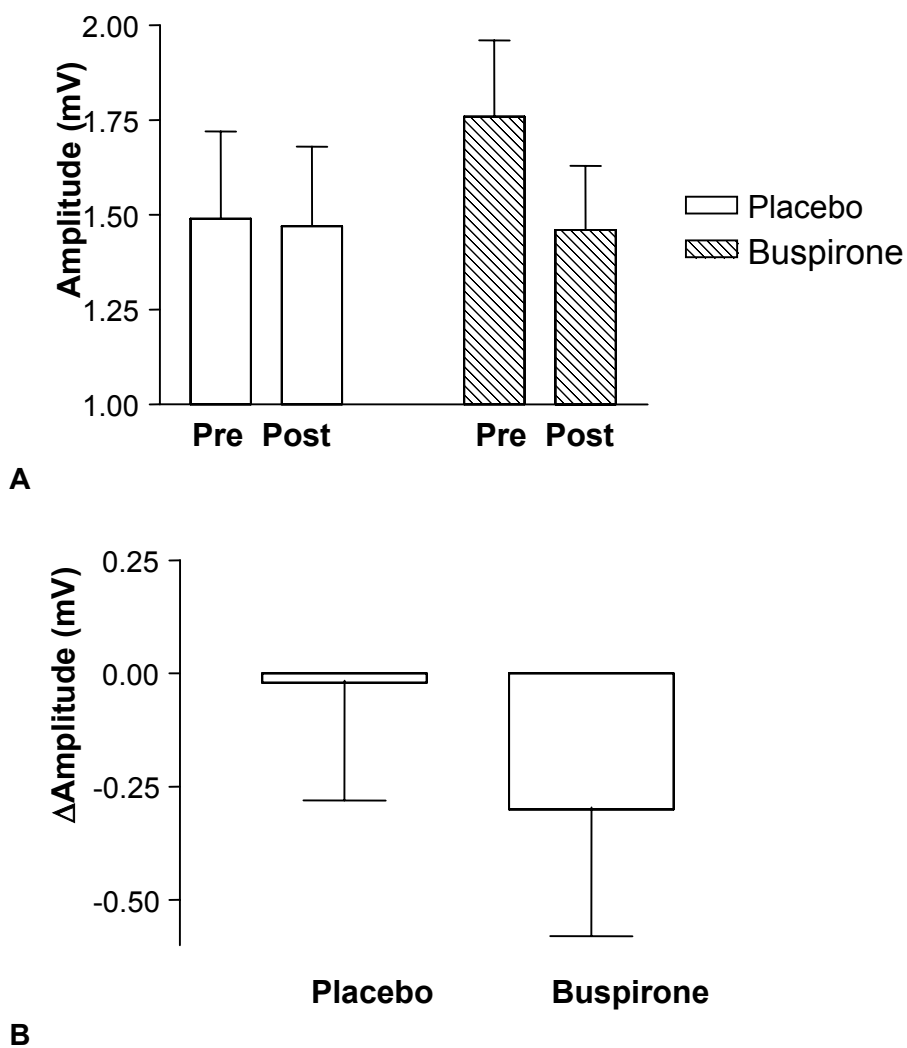 2.00
1.75
1.50
1.25
1.00
Amplitude (mV)
Pre Post
Pre Post
Placebo
Buspirone
A
0.25
0.00
-0.25
-0.50
ΔAmplitude (mV)
Placebo
Buspirone
B